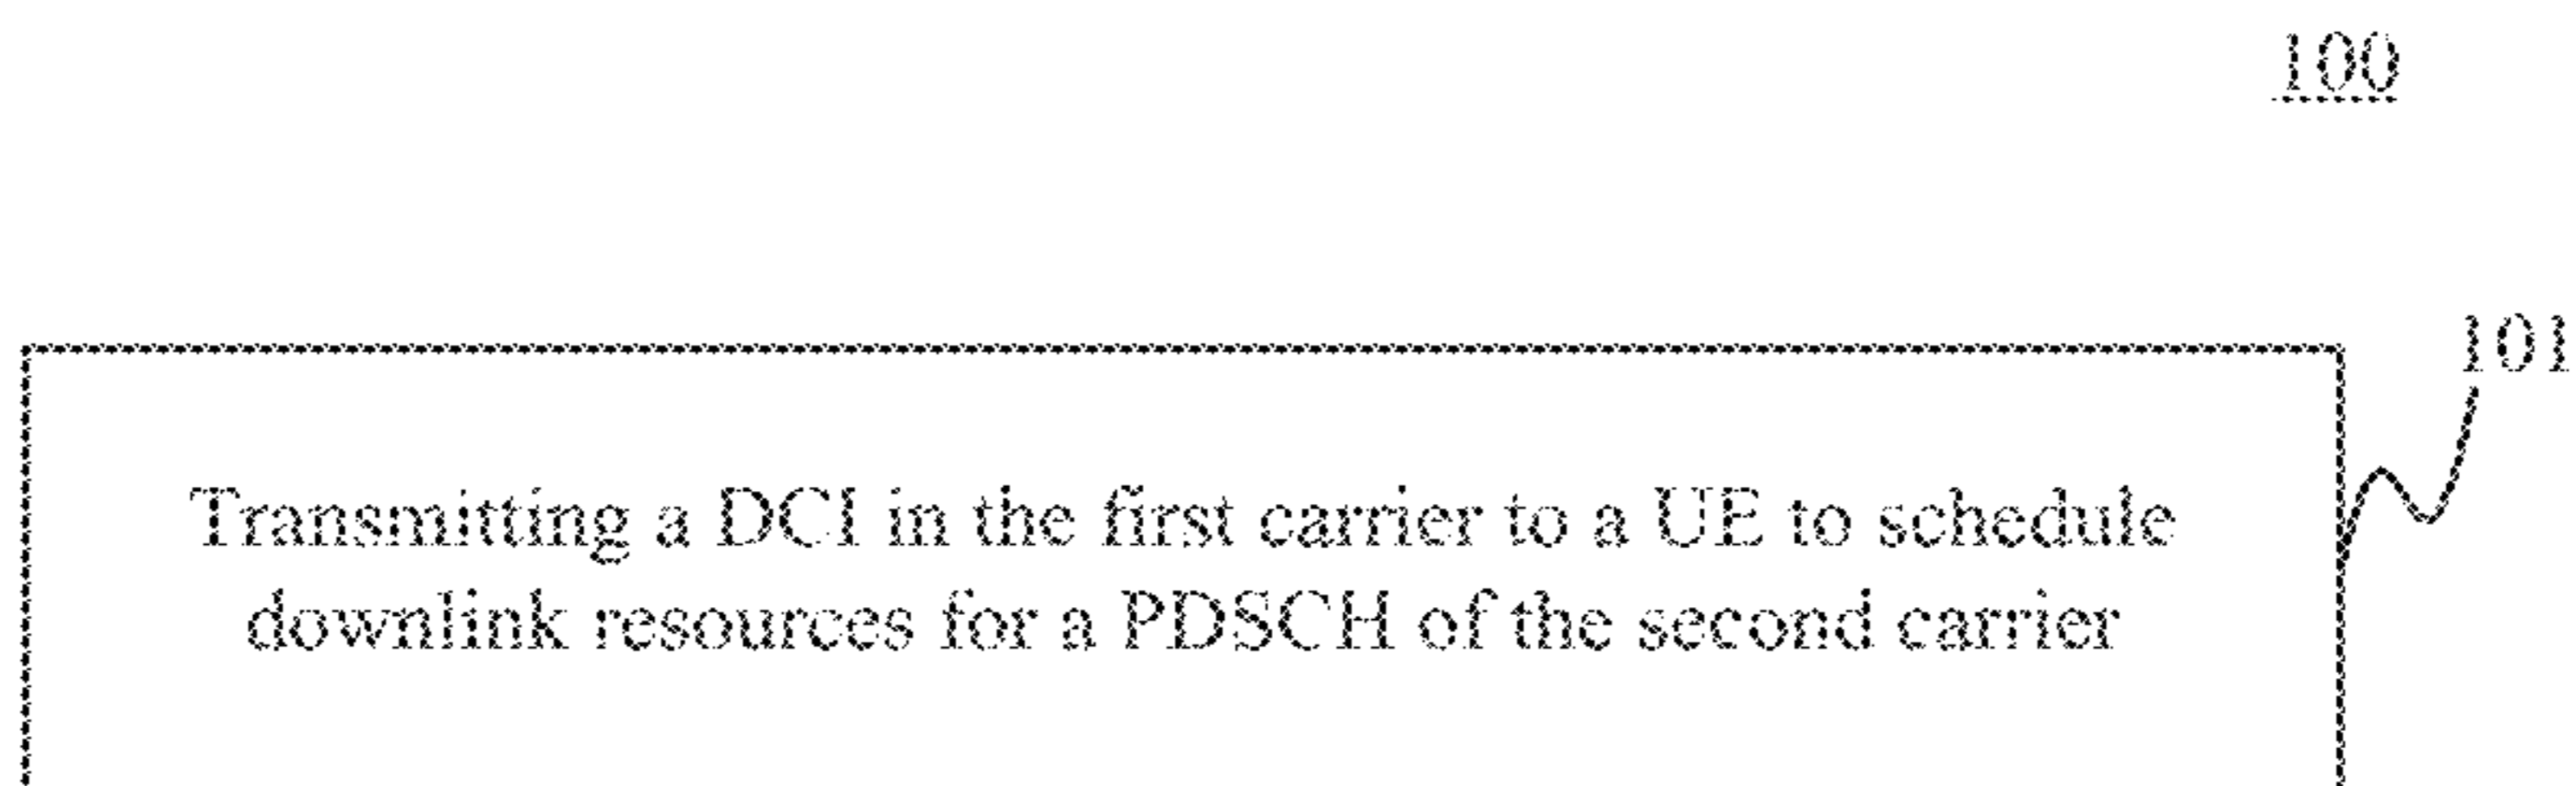 100
101
Transmitting a DCI in the first carrier to a UE to schedule
downlink resources for a PDSCH of the second carrier